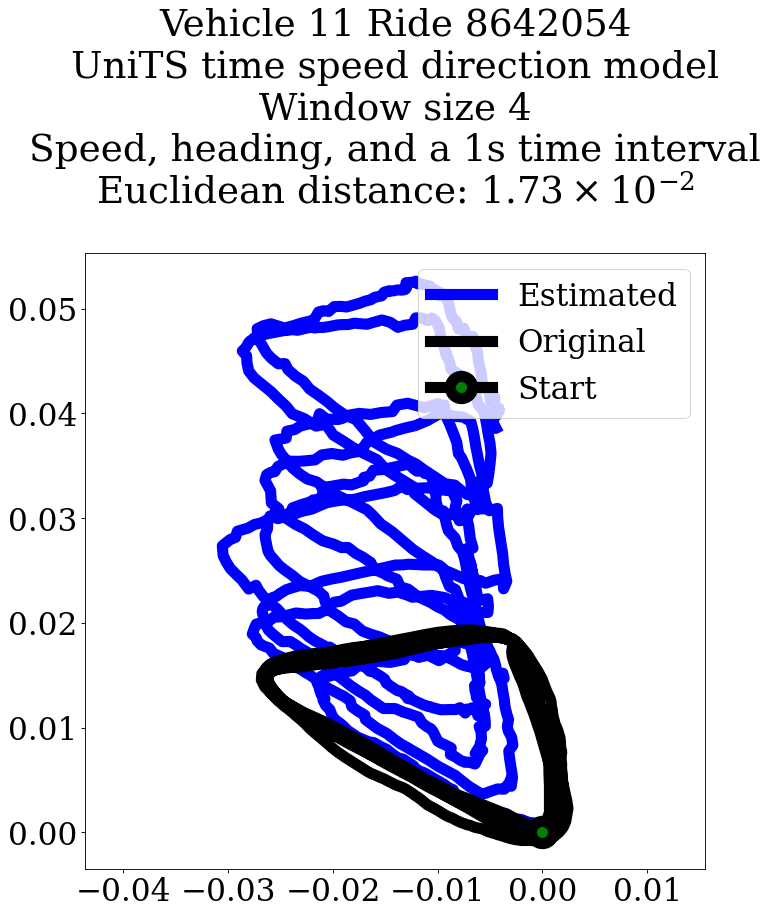 Vehicle 11 Ride 8642054
UniTS time speed direction model
Window size 4
Speed, heading, and a 1s time interval
Euclidean distance: 1.73 × 10⁻²
Estimated
Original
Start
0.05
0.04
0.03
0.02
0.01
0.00
−0.04 −0.03 −0.02 −0.01 0.00 0.01